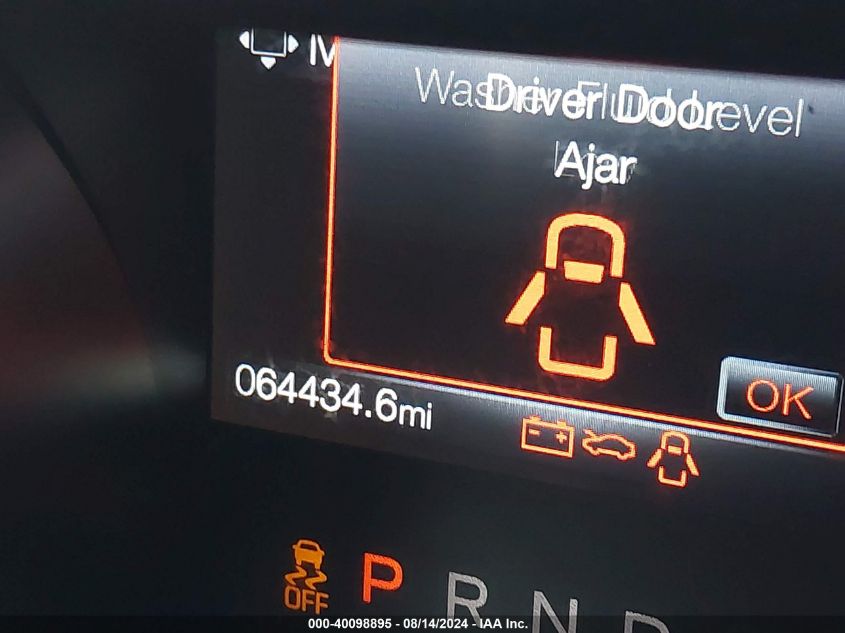 M
Washer Fluid Level
Driver Door
Ajar
OK
064434.6mi
OFF
P R N D
000-40098895 - 08/14/2024 - IAA Inc.